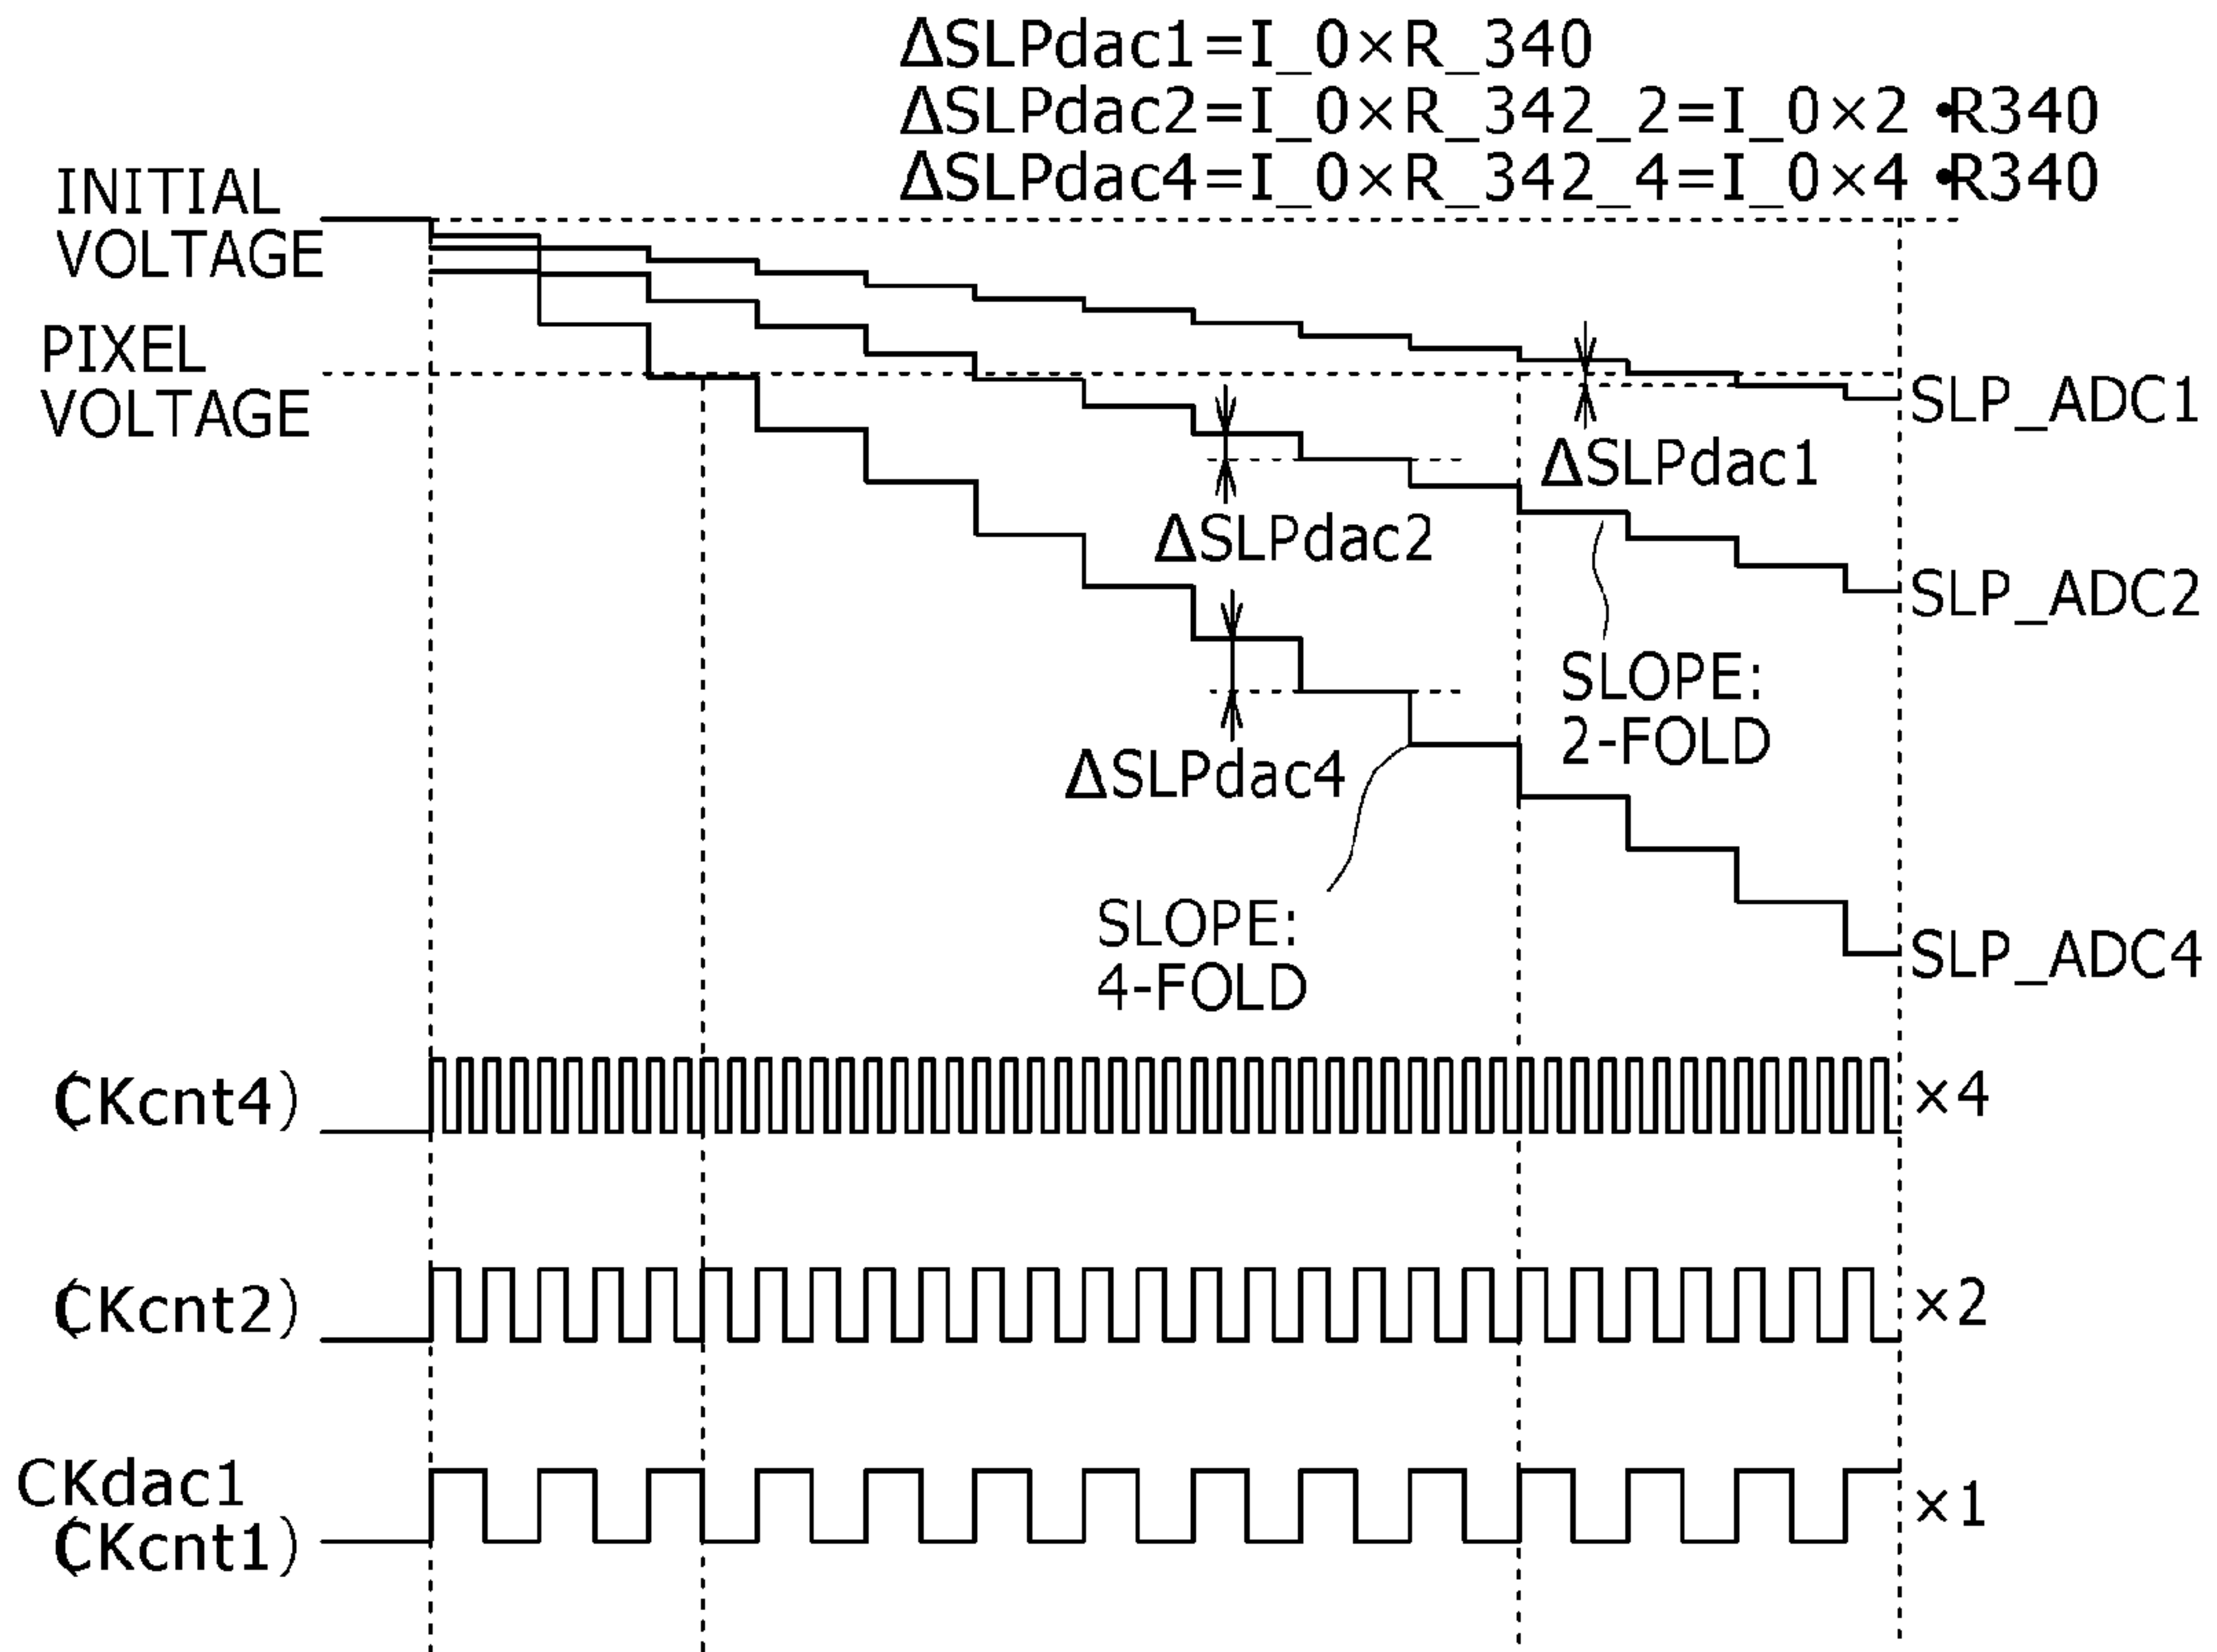 ΔSLPdac1=I_0×R_340
ΔSLPdac2=I_0×R_342_2=I_0×2•R340
ΔSLPdac4=I_0×R_342_4=I_0×4•R340
INITIAL
VOLTAGE
PIXEL
VOLTAGE
SLP_ADC1
ΔSLPdac1
ΔSLPdac2
SLP_ADC2
SLOPE:
2-FOLD
ΔSLPdac4
SLOPE:
4-FOLD
SLP_ADC4
(CKcnt4)
×4
(CKcnt2)
×2
CKdac1
(CKcnt1)
×1